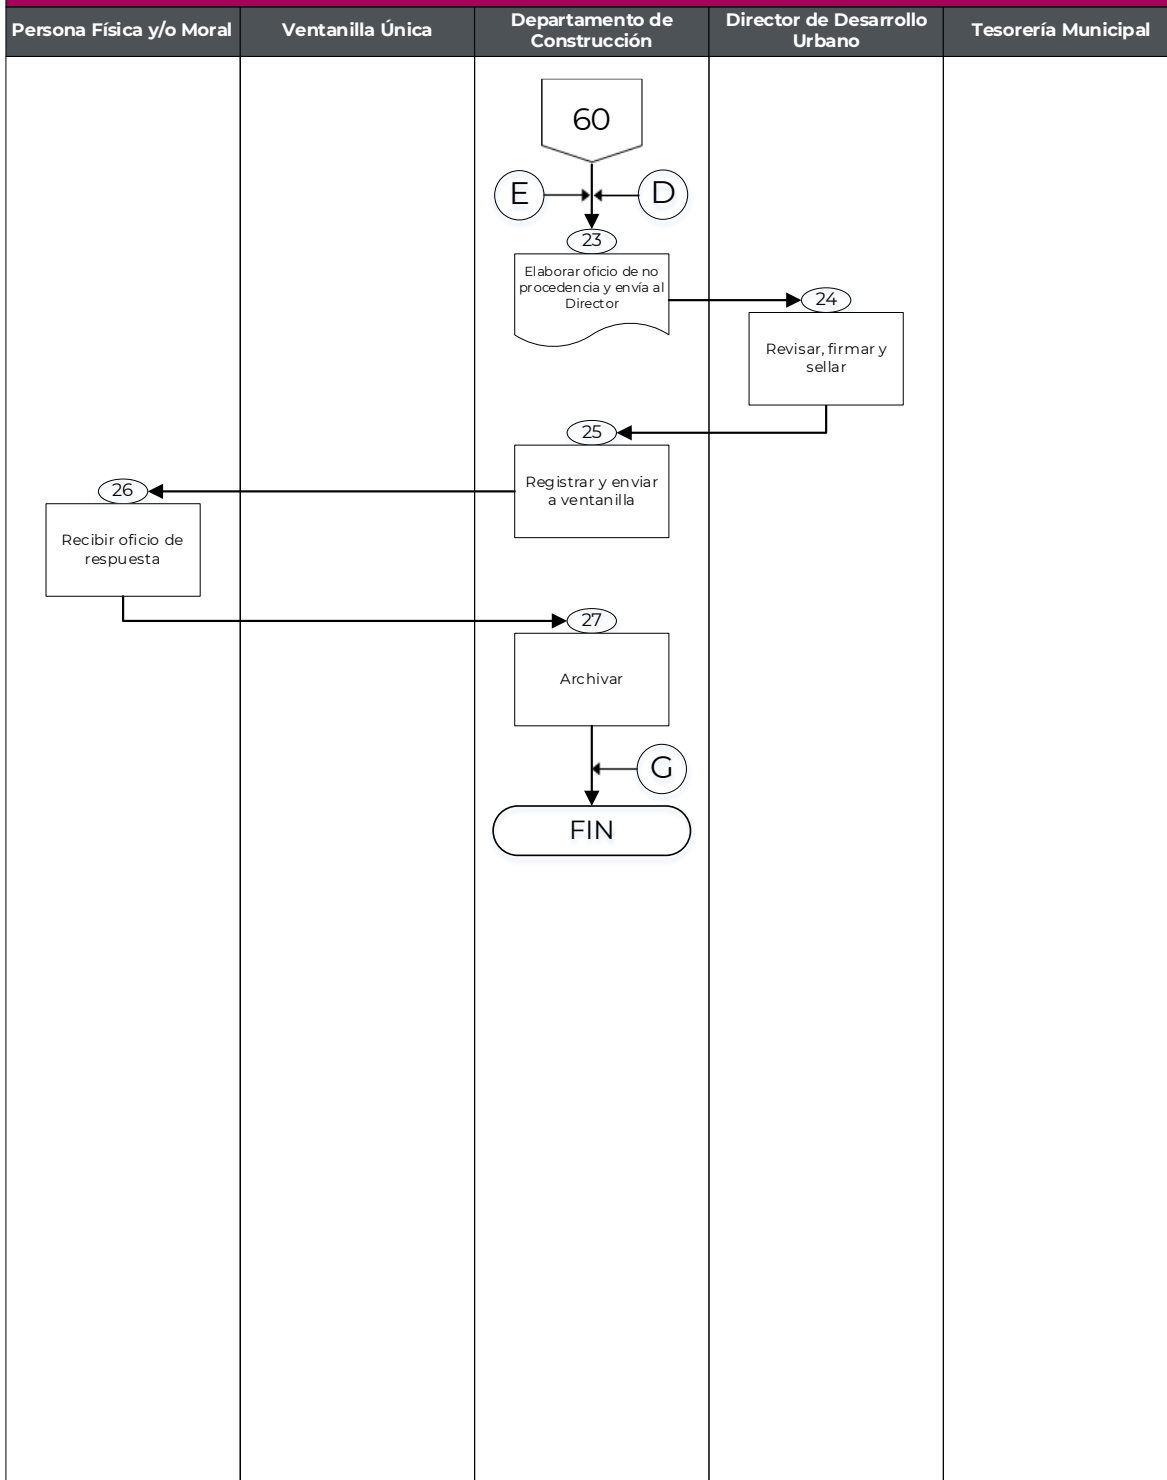 Persona Física y/o Moral
Ventanilla Única
Departamento de
Construcción
Director de Desarrollo
Urbano
Tesorería Municipal
60
E
D
23
Elaborar oficio de no
procedencia y envía al
Director
24
Revisar, firmar y
sellar
25
Registrar y enviar
a ventanilla
26
Recibir oficio de
respuesta
27
Archivar
G
FIN